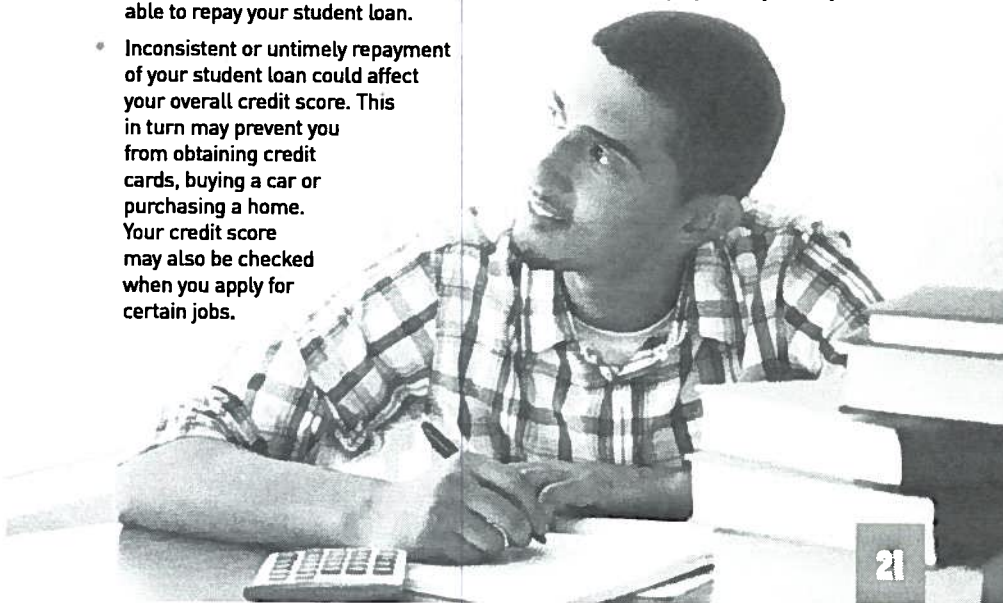 able to repay your student loan.
• Inconsistent or untimely repayment
of your student loan could affect
your overall credit score. This
in turn may prevent you
from obtaining credit
cards, buying a car or
purchasing a home.
Your credit score
may also be checked
when you apply for
certain jobs.
21